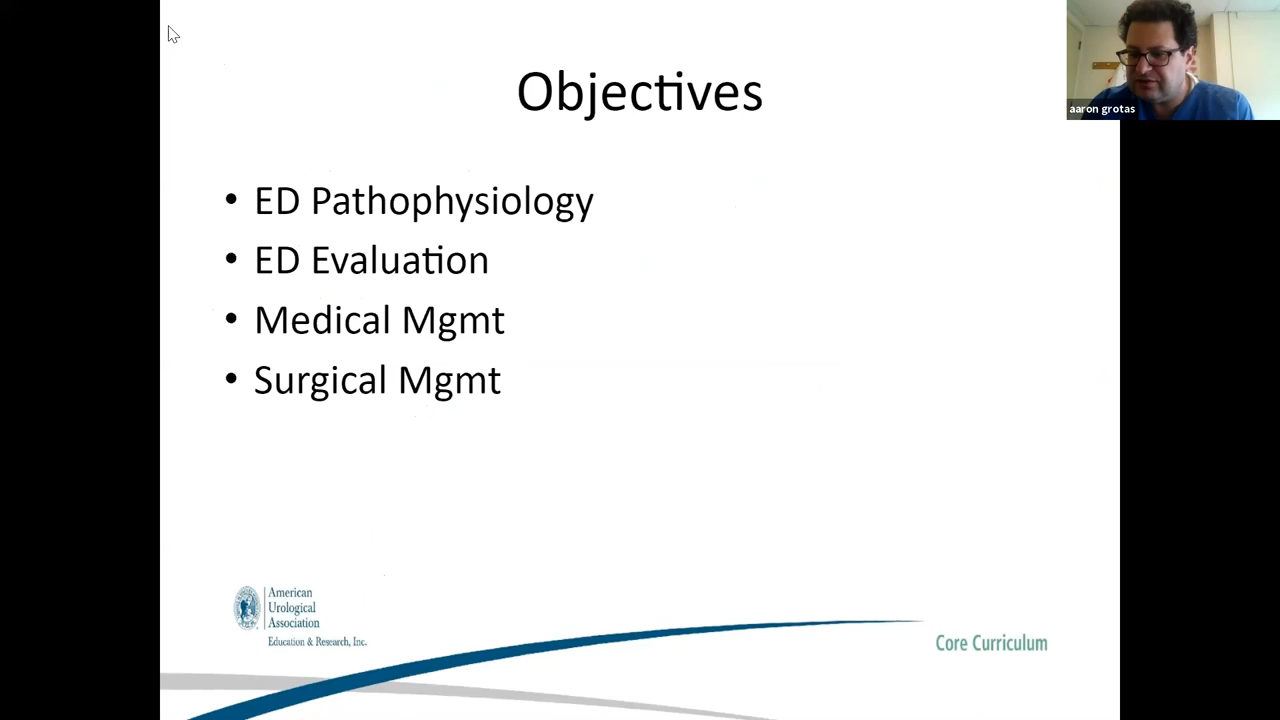 Objectives
aaron grotas
• ED Pathophysiology
• ED Evaluation
• Medical Mgmt
• Surgical Mgmt
American
Urological
Association
Education & Research, Inc.
Core Curriculum